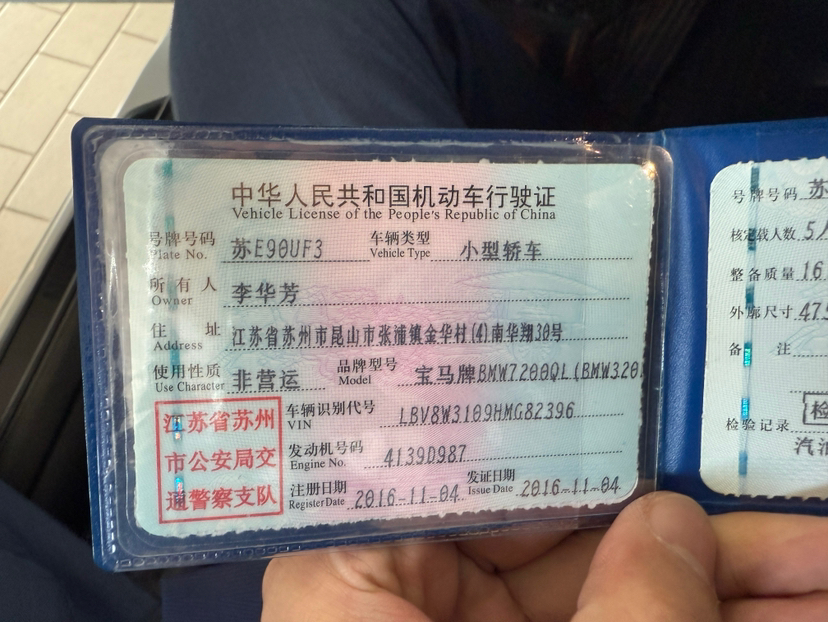 中华人民共和国机动车行驶证
Vehicle License of the People's Republic of China
号牌号码 苏E90UF3 车辆类型 小型轿车
Plate No. Vehicle Type
所有人 李华芳
Owner
住址 江苏省苏州市昆山市张浦镇金华村(4)南华翔30号
Address
使用性质 非营运 品牌型号 宝马牌BMW7200QL(BMW320
Use Character Model
江苏省苏州
市公安局交
通警察支队
车辆识别代号 LBV8W3109HMG82396
VIN
发动机号码 4139D987
Engine No.
注册日期 2016-11-04 发证日期 2016-11-04
Register Date Issue Date
号牌号码 苏
核定载人数 5人
整备质量 16
外廓尺寸 475
备注
检验记录 检
汽油